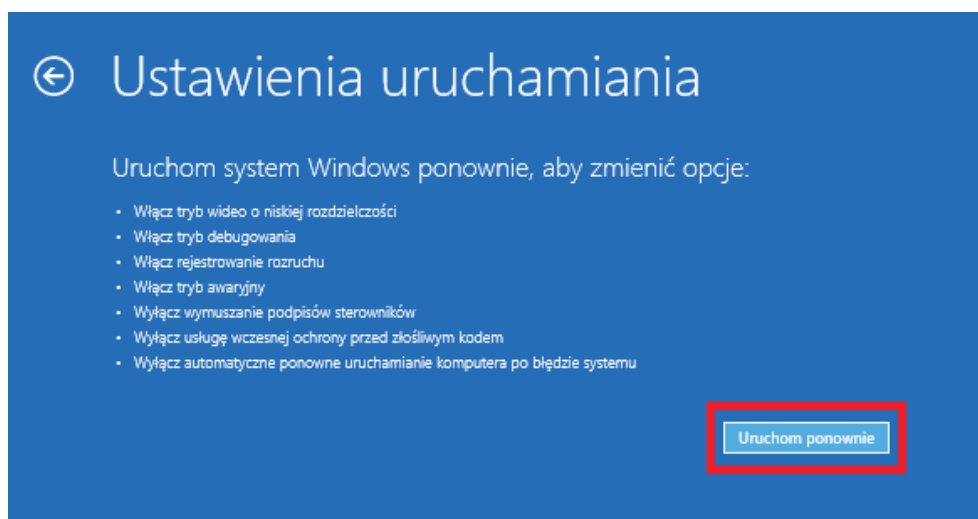 Ustawienia uruchamiania
Uruchom system Windows ponownie, aby zmienić opcje:
• Włącz tryb wideo o niskiej rozdzielczości
• Włącz tryb debugowania
• Włącz rejestrowanie rozruchu
• Włącz tryb awaryjny
• Wyłącz wymuszanie podpisów sterowników
• Wyłącz usługę wczesnej ochrony przed złośliwym kodem
• Wyłącz automatyczne ponowne uruchamianie komputera po błędzie systemu
Uruchom ponownie